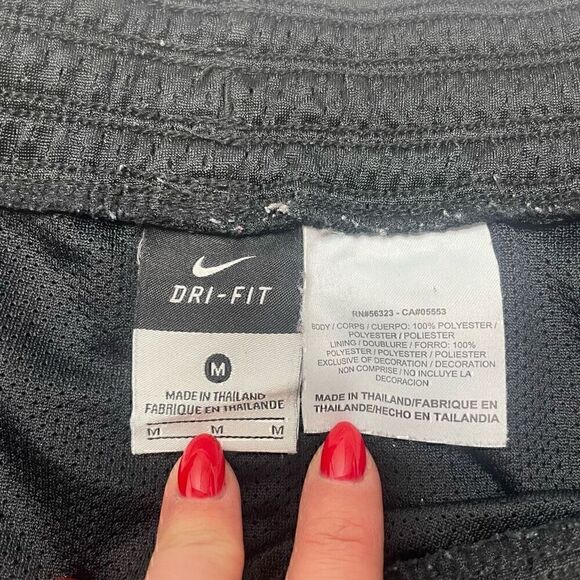 DRI-FIT
M
MADE IN THAILAND
FABRIQUE EN THAILANDE
M M M
RN#56323 - CA#05553
BODY / CORPS / CUERPO: 100% POLYESTER /
POLYESTER / POLIESTER
LINING / DOUBLURE / FORRO: 100%
POLYESTER / POLYESTER / POLIESTER
EXCLUSIVE OF DECORATION / DECORATION
NON COMPRISE / NO INCLUYE LA
DECORACION
MADE IN THAILAND/FABRIQUE EN
THAILANDE/HECHO EN TAILANDIA